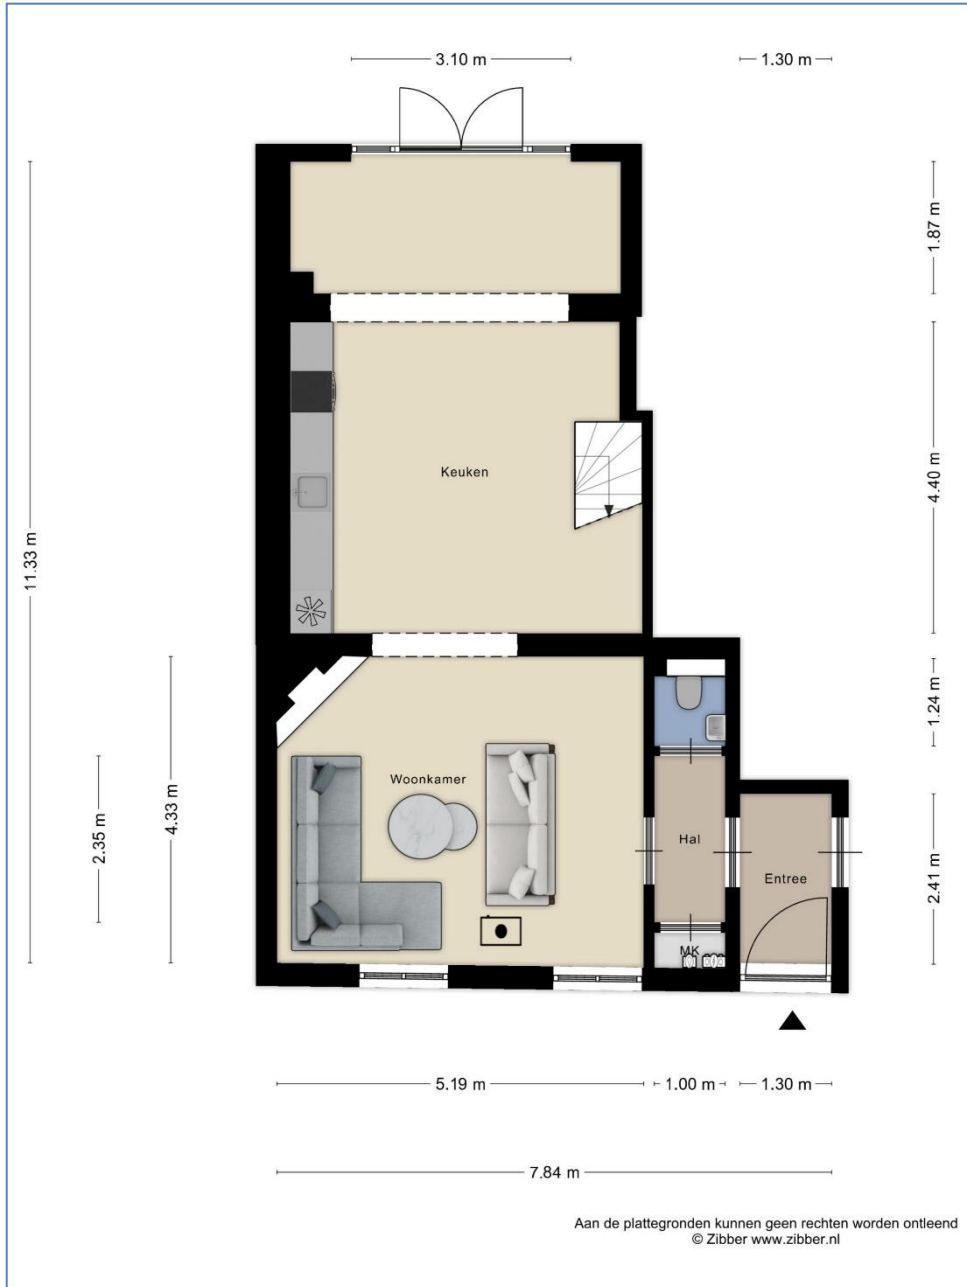 3.10 m
1.30 m
1.87 m
11.33 m
Keuken
4.40 m
1.24 m
4.33 m
2.35 m
Woonkamer
Hal
Entree
2.41 m
MK
5.19 m
1.00 m
1.30 m
7.84 m
Aan de plattegronden kunnen geen rechten worden ontleend
© Zibber www.zibber.nl